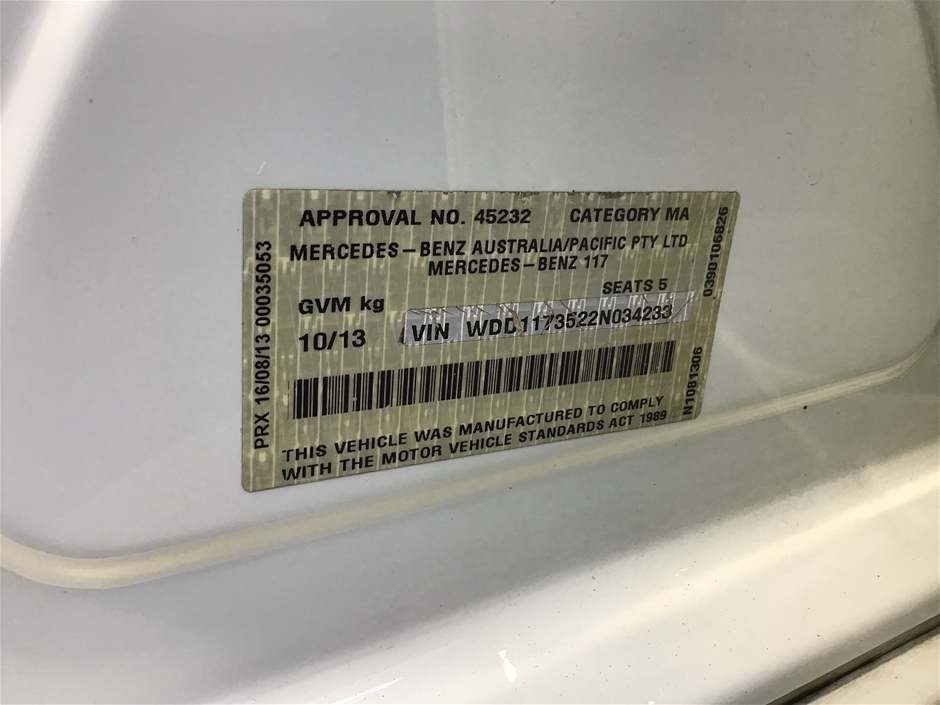 APPROVAL NO. 45232 CATEGORY MA
MERCEDES-BENZ AUSTRALIA/PACIFIC PTY LTD
MERCEDES-BENZ 117
SEATS 5
GVM kg
VIN WDD1173522N034233
10/13
THIS VEHICLE WAS MANUFACTURED TO COMPLY
WITH THE MOTOR VEHICLE STANDARDS ACT 1989
PRX 16/08/13 00035053
0390106826
N1081306